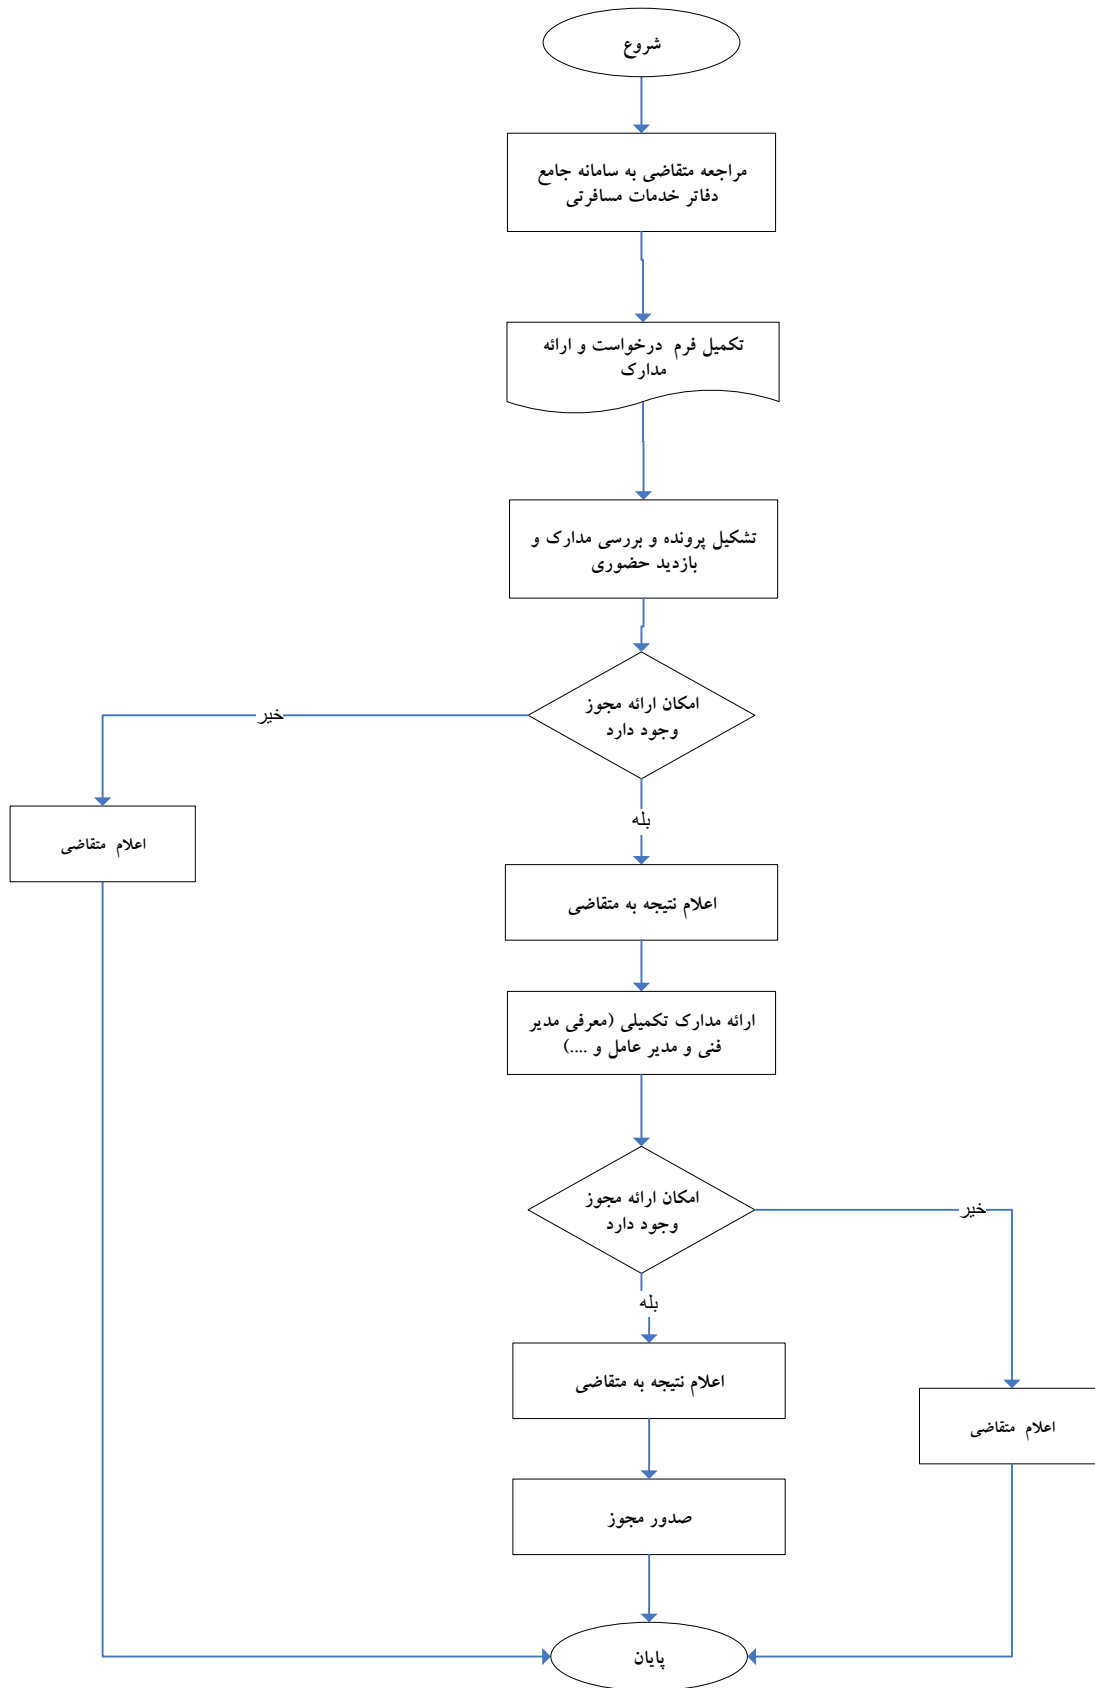 شروع
مراجعه متقاضی به سامانه جامع
دفاتر خدمات مسافرتی
تکمیل فرم درخواست و ارائه
مدارک
تشکیل پرونده و بررسی مدارک و
بازدید حضوری
امکان ارائه مجوز
وجود دارد
خیر
بله
اعلام متقاضی
اعلام نتیجه به متقاضی
ارائه مدارک تکمیلی (معرفی مدیر
فنی و مدیر عامل و ....)
امکان ارائه مجوز
وجود دارد
خیر
بله
اعلام نتیجه به متقاضی
اعلام متقاضی
صدور مجوز
پایان